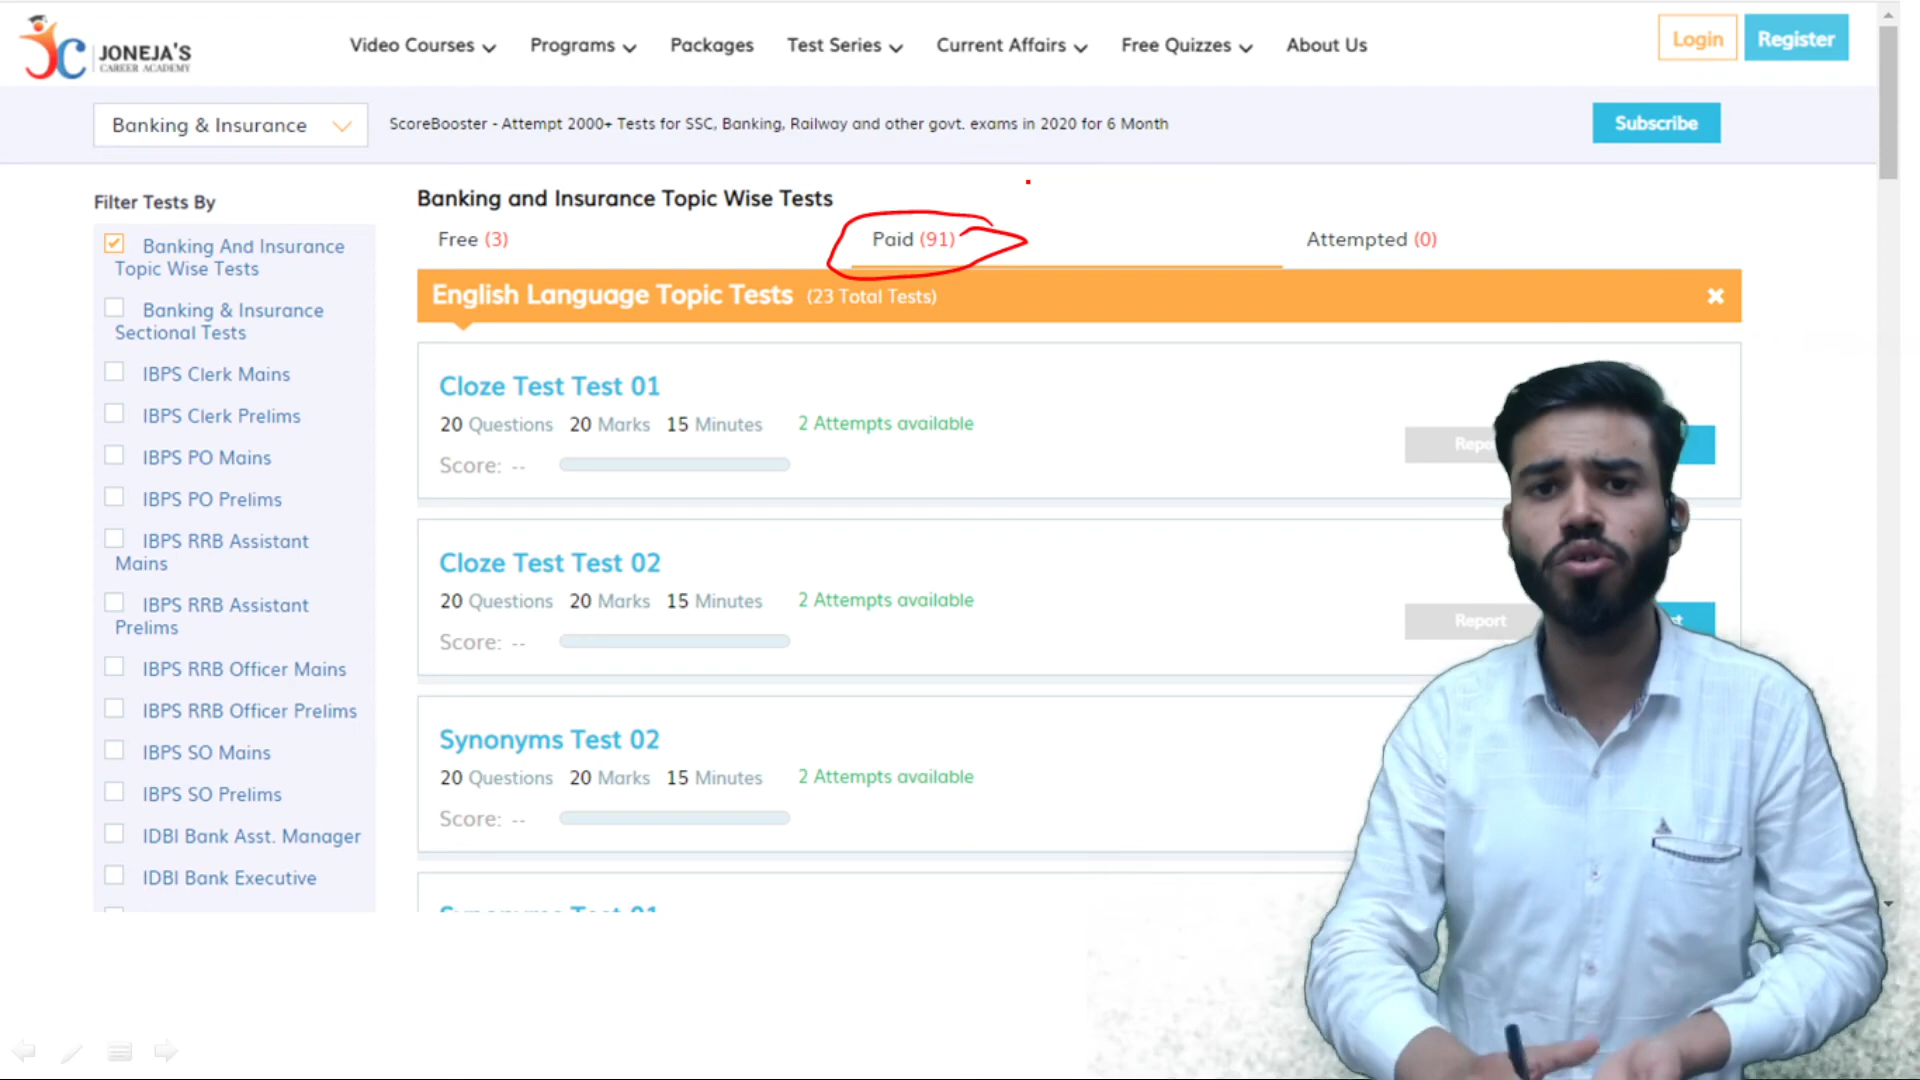 JC JONEJA'S
CAREER ACADEMY
Video Courses Programs Packages Test Series Current Affairs Free Quizzes About Us
Login Register
Banking & Insurance
ScoreBooster - Attempt 2000+ Tests for SSC, Banking, Railway and other govt. exams in 2020 for 6 Month
Subscribe
Filter Tests By
Banking And Insurance
Topic Wise Tests
Banking & Insurance
Sectional Tests
IBPS Clerk Mains
IBPS Clerk Prelims
IBPS PO Mains
IBPS PO Prelims
IBPS RRB Assistant
Mains
IBPS RRB Assistant
Prelims
IBPS RRB Officer Mains
IBPS RRB Officer Prelims
IBPS SO Mains
IBPS SO Prelims
IDBI Bank Asst. Manager
IDBI Bank Executive
Banking and Insurance Topic Wise Tests
Free (3) Paid (91) Attempted (0)
English Language Topic Tests (23 Total Tests)
Cloze Test Test 01
20 Questions 20 Marks 15 Minutes 2 Attempts available
Score: --
Cloze Test Test 02
20 Questions 20 Marks 15 Minutes 2 Attempts available
Report
Score: --
Synonyms Test 02
20 Questions 20 Marks 15 Minutes 2 Attempts available
Score: --
Synonyms Test 01